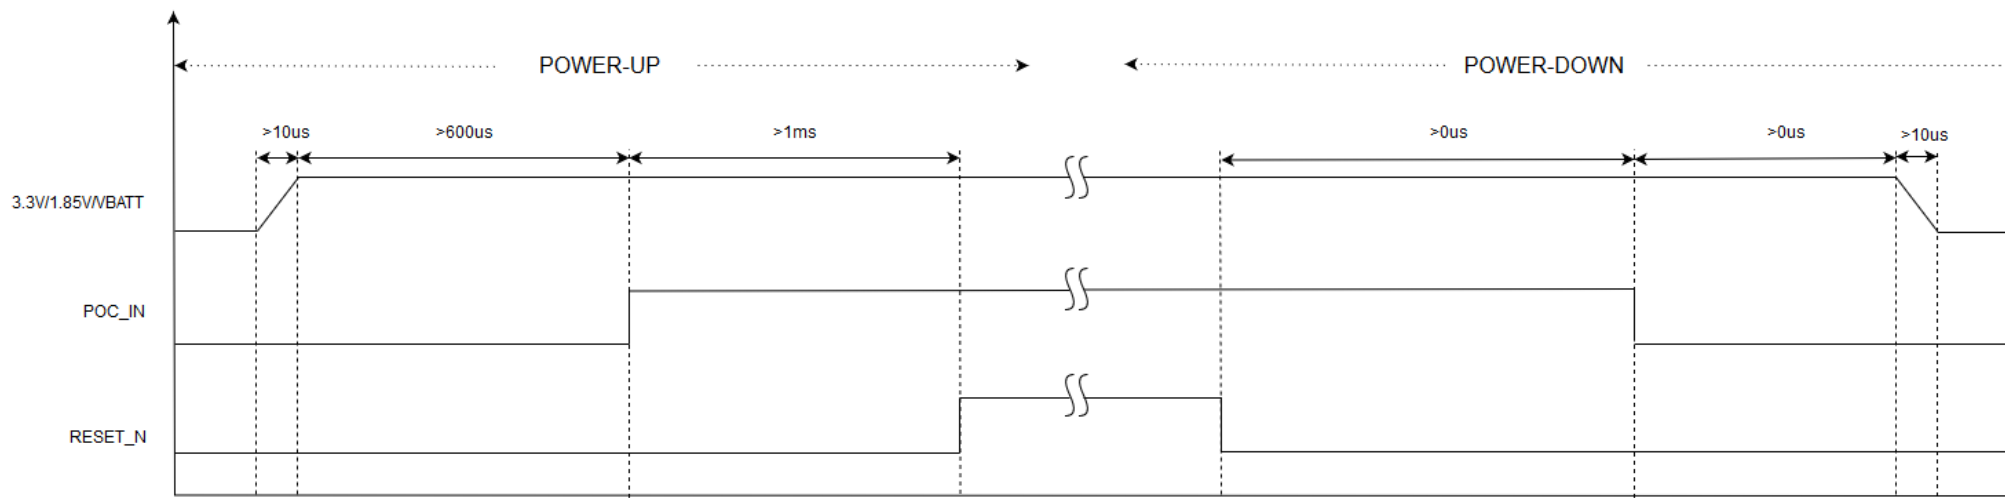 POWER-UP
POWER-DOWN
>10us
>600us
>1ms
>0us
>0us
>10us
3.3V/1.85V/VBATT
POC_IN
RESET_N